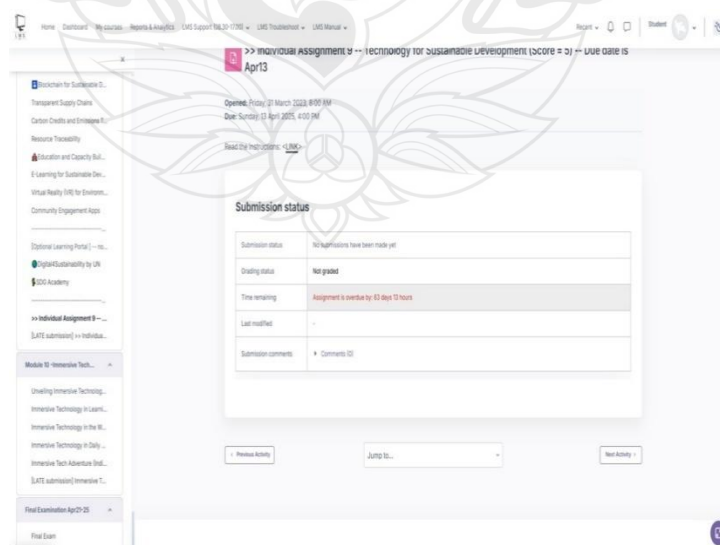 Home Dashboard My courses Reports & Analytics LMS Support (08.30-17.00) LMS Troubleshoot LMS Manual Recent Student
LMS
>> Individual Assignment 9 -- Technology for Sustainable Development (Score = 5) -- Due date is
Apr13
Opened: Friday, 21 March 2023, 8:00 AM
Due: Sunday, 13 April 2025, 4:00 PM
Read the instructions: <LINK>
Blockchain for Sustainable D...
Transparent Supply Chains
Carbon Credits and Emissions T...
Resource Traceability
Education and Capacity Buil...
E-Learning for Sustainable Dev...
Virtual Reality (VR) for Environm...
Community Engagement Apps
[Optional Learning Portal] -- no...
Digital4Sustainability by UN
SDG Academy
>> Individual Assignment 9 -- ...
[LATE submission] >> Individua...
Module 10 -Immersive Tech...
Unveiling Immersive Technolog...
Immersive Technology in Learni...
Immersive Technology in the W...
Immersive Technology in Daily ...
Immersive Tech Adventure (Indi...
[LATE submission] Immersive T...
Final Examination Apr21-25
Final Exam
Submission status
Submission status No submissions have been made yet
Grading status Not graded
Time remaining Assignment is overdue by: 63 days 13 hours
Last modified -
Submission comments Comments (0)
Previous Activity
Jump to...
Next Activity